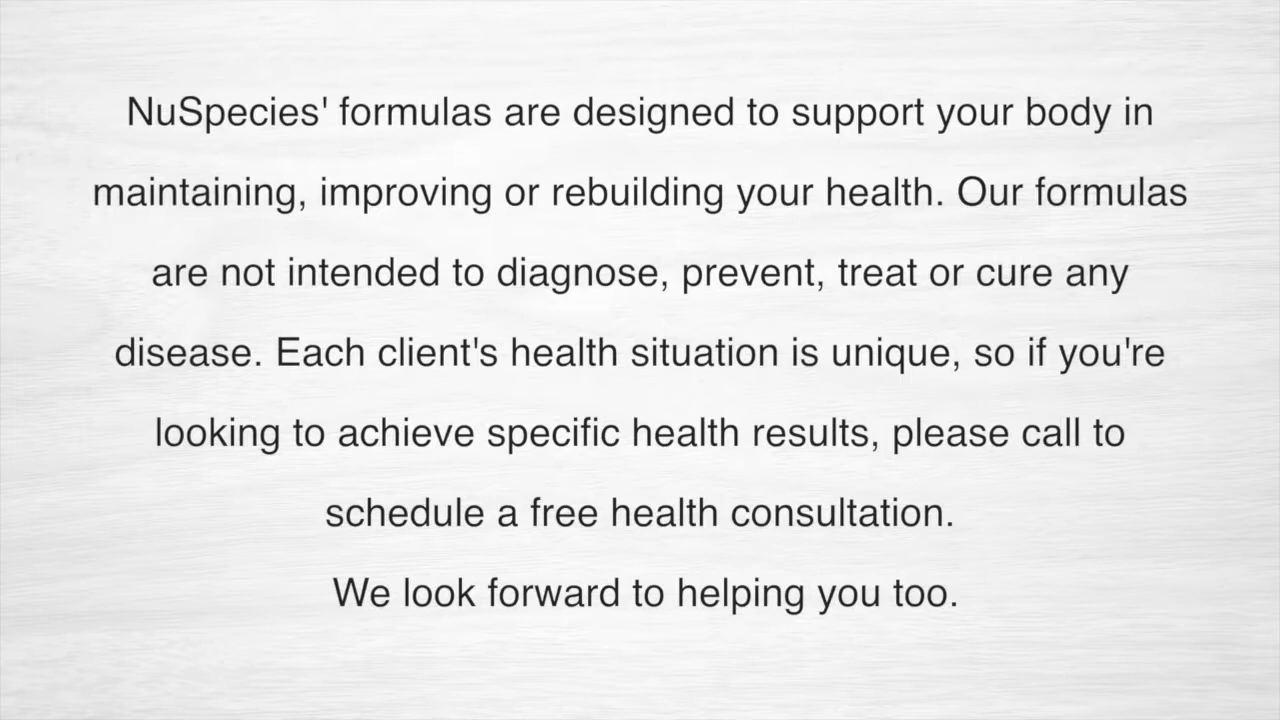 NuSpecies' formulas are designed to support your body in
maintaining, improving or rebuilding your health. Our formulas
are not intended to diagnose, prevent, treat or cure any
disease. Each client's health situation is unique, so if you're
looking to achieve specific health results, please call to
schedule a free health consultation.
We look forward to helping you too.